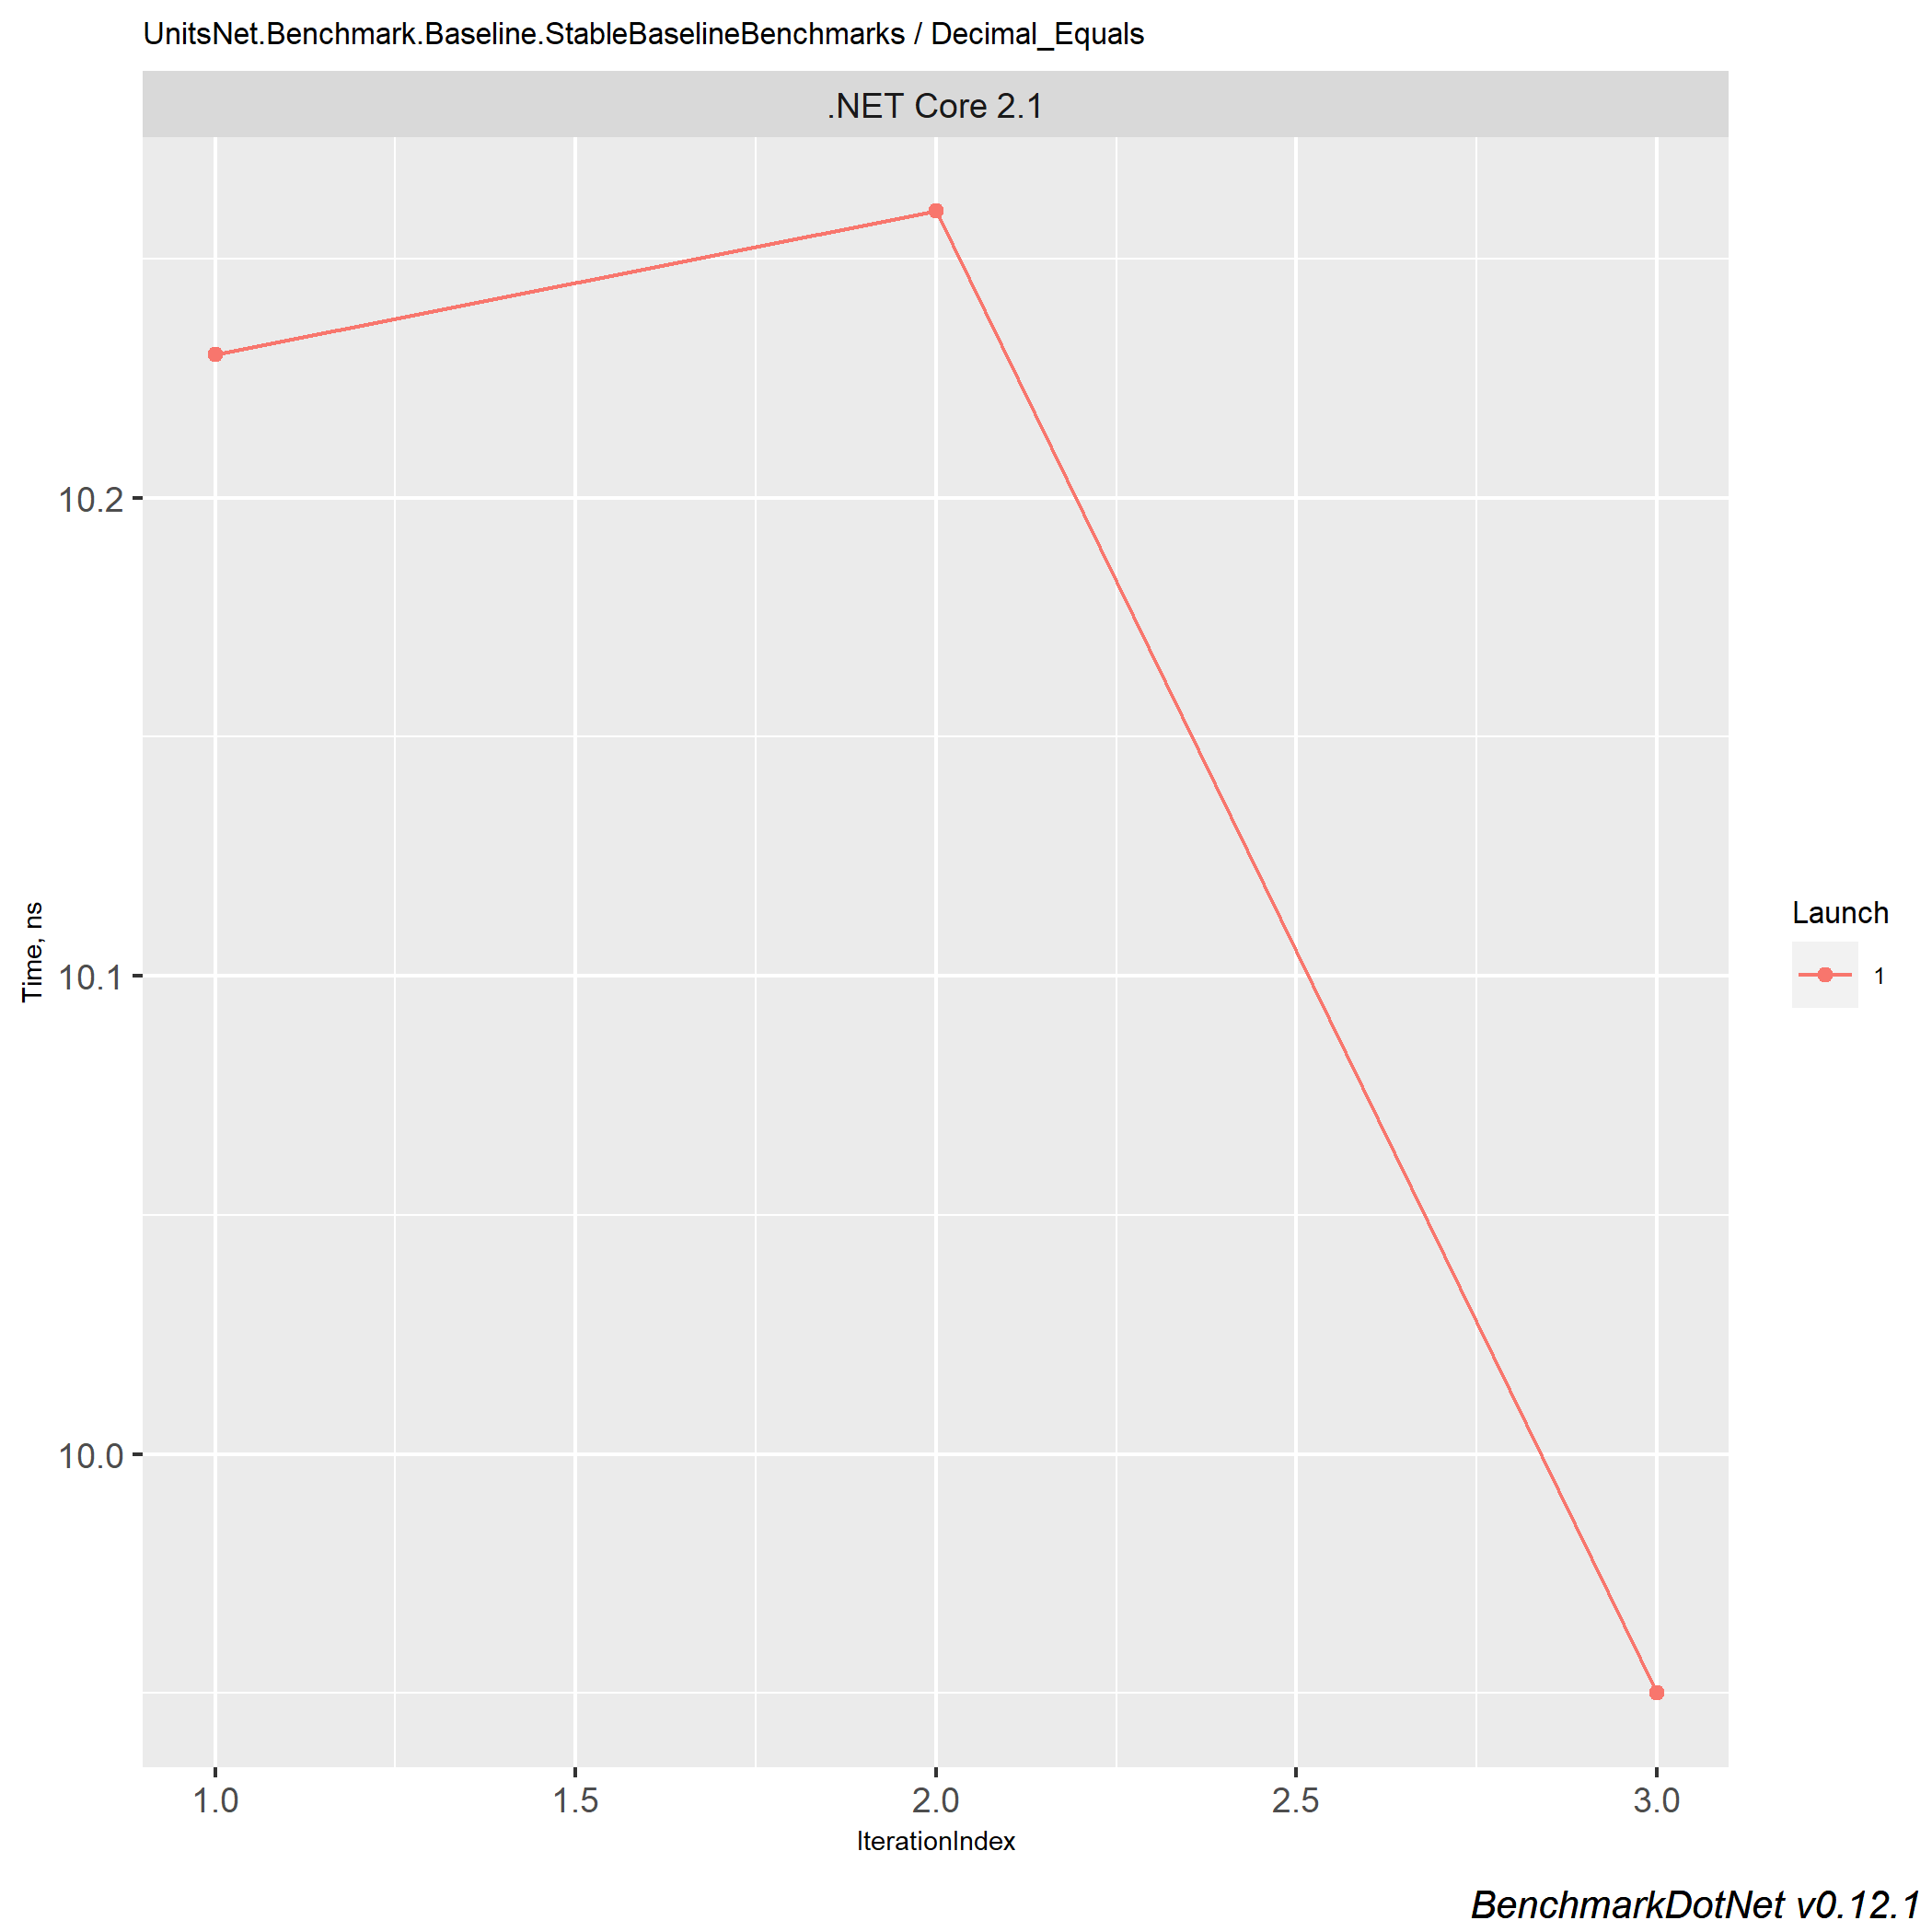 UnitsNet.Benchmark.Baseline.StableBaselineBenchmarks / Decimal_Equals
.NET Core 2.1
10.2
10.1
10.0
Time, ns
1.0 1.5 2.0 2.5 3.0
IterationIndex
Launch
1
BenchmarkDotNet v0.12.1